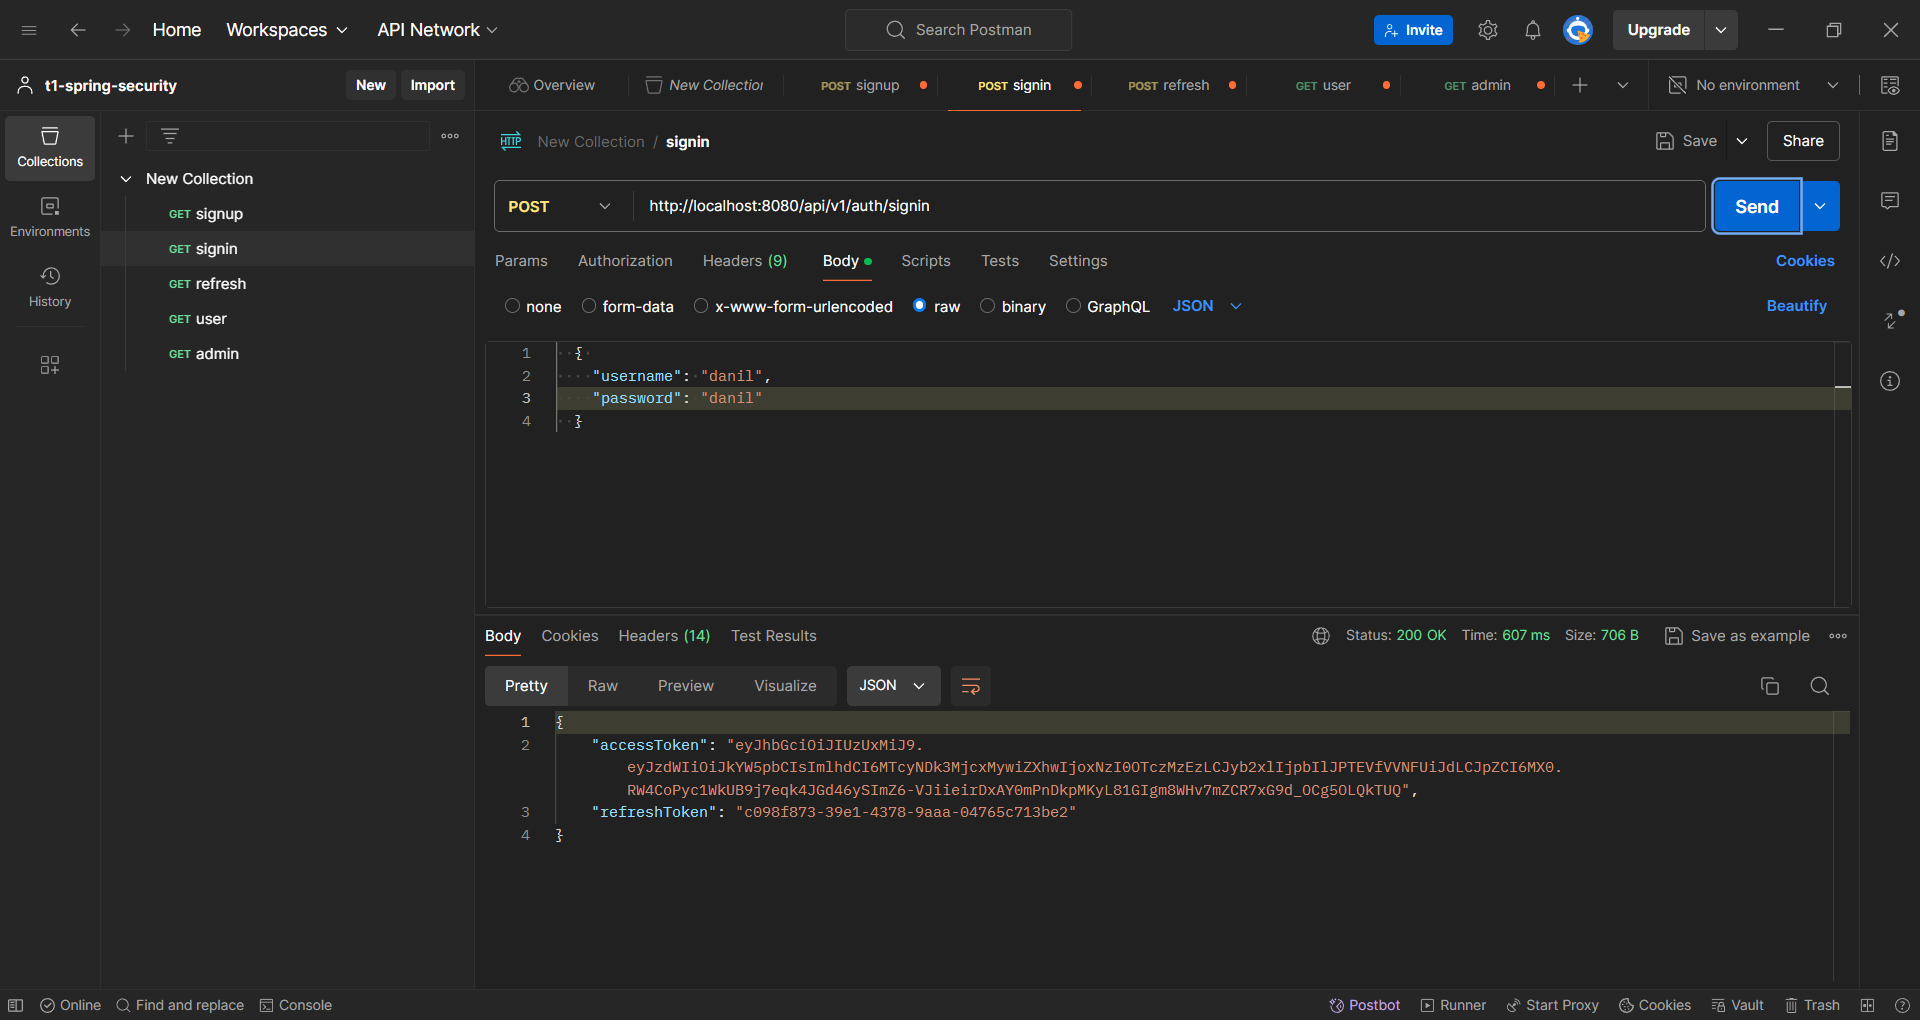 Home Workspaces API Network Search Postman Invite Upgrade
t1-spring-security New Import Overview New Collection POST signup POST signin POST refresh GET user GET admin No environment
Collections
Environments
History
New Collection
GET signup
GET signin
GET refresh
GET user
GET admin
HTTP New Collection / signin Save Share
POST http://localhost:8080/api/v1/auth/signin Send
Params Authorization Headers (9) Body Scripts Tests Settings Cookies
none form-data x-www-form-urlencoded raw binary GraphQL JSON Beautify
1 {
2 "username": "danil",
3 "password": "danil"
4 }
Body Cookies Headers (14) Test Results Status: 200 OK Time: 607 ms Size: 706 B Save as example
Pretty Raw Preview Visualize JSON
1 {
2 "accessToken": "eyJhbGciOiJIUzUxMiJ9.
eyJzdWIiOiJkYW5pbCIsImlhdCI6MTcyNDk3MjcxMywiZXhwIjoxNzI0OTczMzEzLCJyb2xlIjpbIlJPTEVfVVNFUiJdLCJpZCI6MX0.
RW4CoPyc1WkUB9j7eqk4JGd46ySImZ6-VJiieirDxAY0mPnDkpMKyL81GIgm8WHv7mZCR7xG9d_OCg5OLQkTUQ",
3 "refreshToken": "c098f873-39e1-4378-9aaa-04765c713be2"
4 }
Online Find and replace Console Postbot Runner Start Proxy Cookies Vault Trash